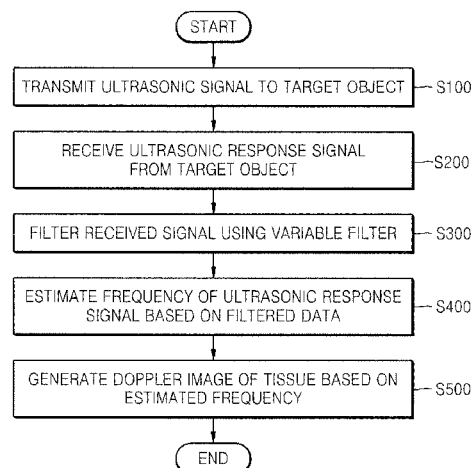 START
TRANSMIT ULTRASONIC SIGNAL TO TARGET OBJECT
S100
RECEIVE ULTRASONIC RESPONSE SIGNAL
FROM TARGET OBJECT
S200
FILTER RECEIVED SIGNAL USING VARIABLE FILTER
S300
ESTIMATE FREQUENCY OF ULTRASONIC RESPONSE
SIGNAL BASED ON FILTERED DATA
S400
GENERATE DOPPLER IMAGE OF TISSUE BASED ON
ESTIMATED FREQUENCY
S500
END